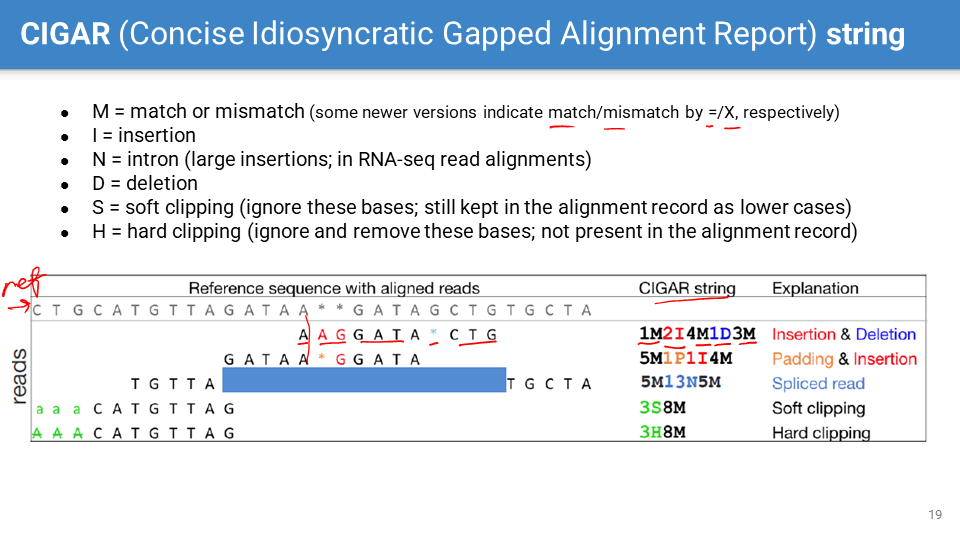 CIGAR (Concise Idiosyncratic Gapped Alignment Report) string
● M = match or mismatch (some newer versions indicate match/mismatch by =/X, respectively)
● I = insertion
● N = intron (large insertions; in RNA-seq read alignments)
● D = deletion
● S = soft clipping (ignore these bases; still kept in the alignment record as lower cases)
● H = hard clipping (ignore and remove these bases; not present in the alignment record)
ref
Reference sequence with aligned reads CIGAR string Explanation
C T G C A T G T T A G A T A A * * G A T A G C T G T G C T A
A A G G A T A * C T G 1M2I4M1D3M Insertion & Deletion
G A T A A * G G A T A 5M1P1I4M Padding & Insertion
T G T T A T G C T A 5M13N5M Spliced read
a a a C A T G T T A G 3S8M Soft clipping
A A A C A T G T T A G 3H8M Hard clipping
reads
19